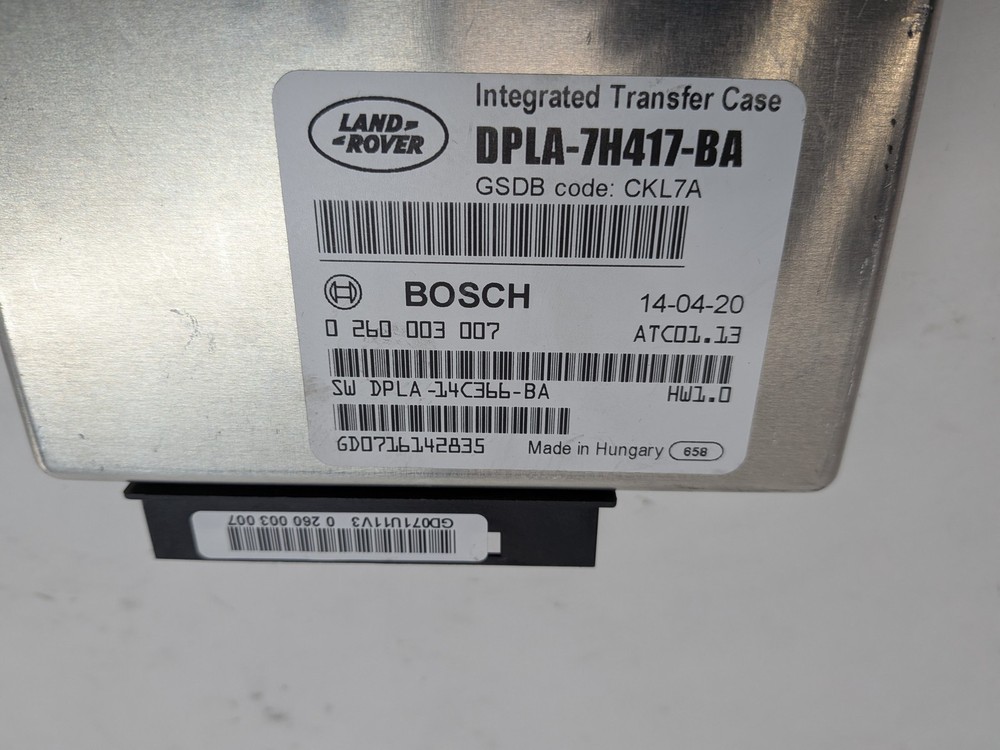 LAND
ROVER
Integrated Transfer Case
DPLA-7H417-BA
GSDB code: CKL7A
BOSCH
14-04-20
0 260 003 007
ATC01.13
SW DPLA-14C366-BA
HW1.0
GD0716142835
Made in Hungary
658
GD071U11V3 0 260 003 007